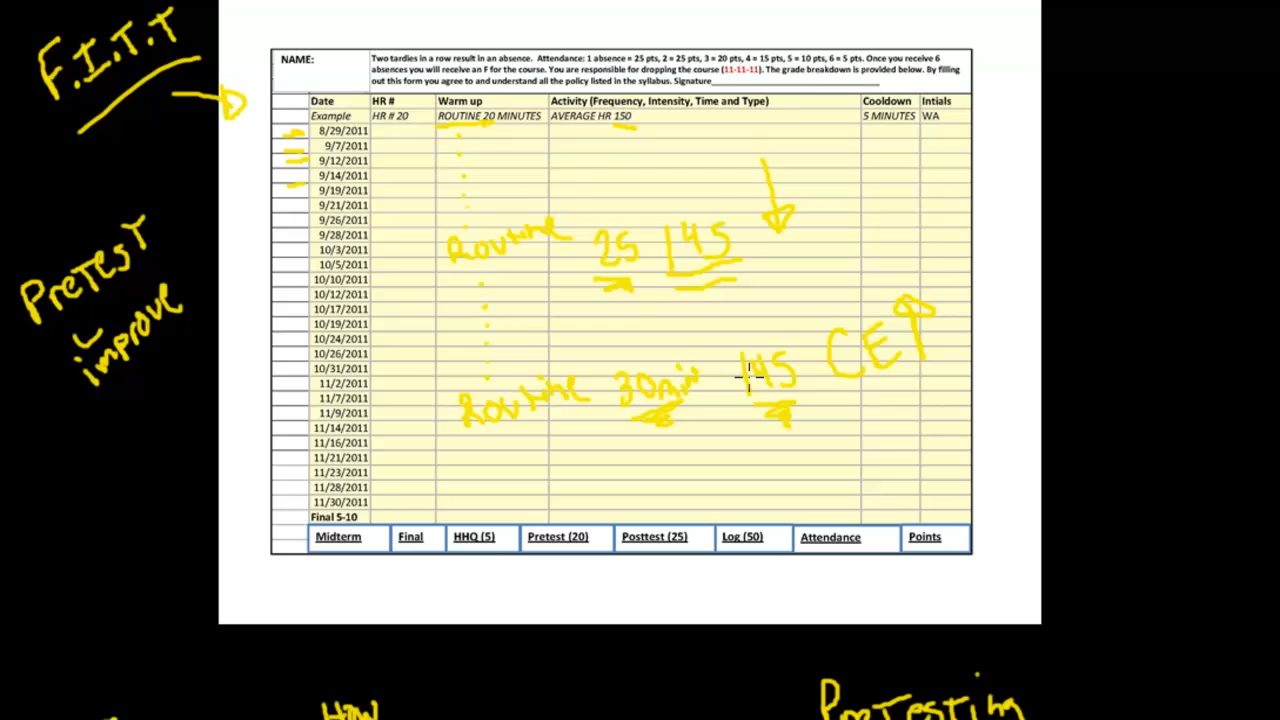 F.I.T.T
NAME:
Two tardies in a row result in an absence. Attendance: 1 absence = 25 pts, 2 = 25 pts, 3 = 20 pts, 4 = 15 pts, 5 = 10 pts, 6 = 5 pts. Once you receive 6
absences you will receive an F for the course. You are responsible for dropping the course (11-11-11). The grade breakdown is provided below. By filling
out this form you agree to and understand all the policy listed in the syllabus. Signature
Date HR # Warm up Activity (Frequency, Intensity, Time and Type) Cooldown Intials
Example HR # 20 ROUTINE 20 MINUTES AVERAGE HR 150 5 MINUTES WA
8/29/2011
9/7/2011
9/12/2011
9/14/2011
9/19/2011
9/21/2011
9/26/2011
9/28/2011
10/3/2011
10/5/2011
10/10/2011
10/12/2011
10/17/2011
10/19/2011
10/24/2011
10/26/2011
10/31/2011
11/2/2011
11/7/2011
11/9/2011
11/14/2011
11/16/2011
11/21/2011
11/23/2011
11/28/2011
11/30/2011
Final 5-10
Midterm Final HHQ (5) Pretest (20) Posttest (25) Log (50) Attendance Points
Routine 25 145
Routine 30 min 145 CE
PreTesT
improve
How
PreTesting